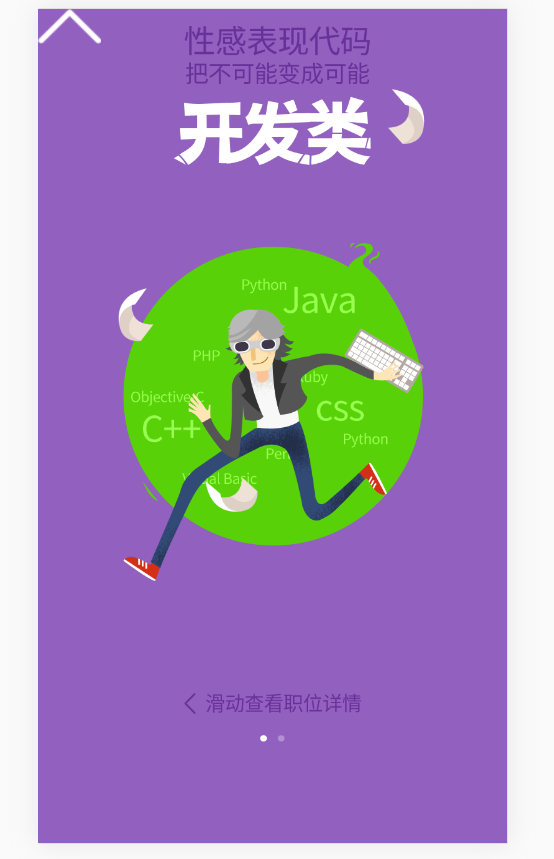 性感表现代码
把不可能变成可能
开发类
Python
Java
PHP
Objective-C
CSS
C++
Python
滑动查看职位详情